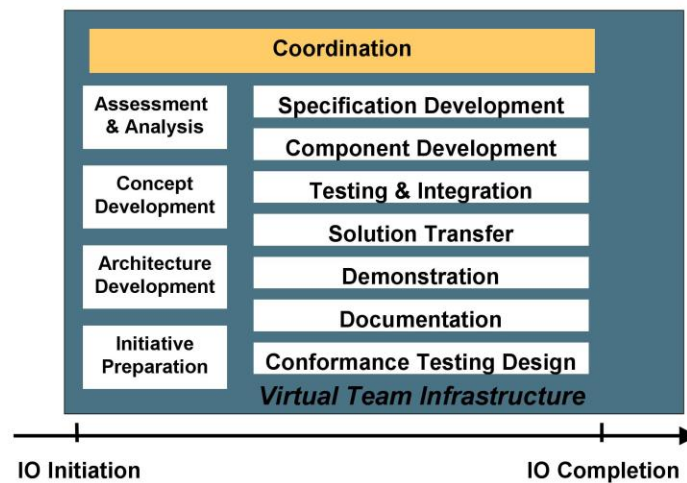 Coordination
Assessment
& Analysis
Concept
Development
Architecture
Development
Initiative
Preparation
Specification Development
Component Development
Testing & Integration
Solution Transfer
Demonstration
Documentation
Conformance Testing Design
Virtual Team Infrastructure
IO Initiation
IO Completion